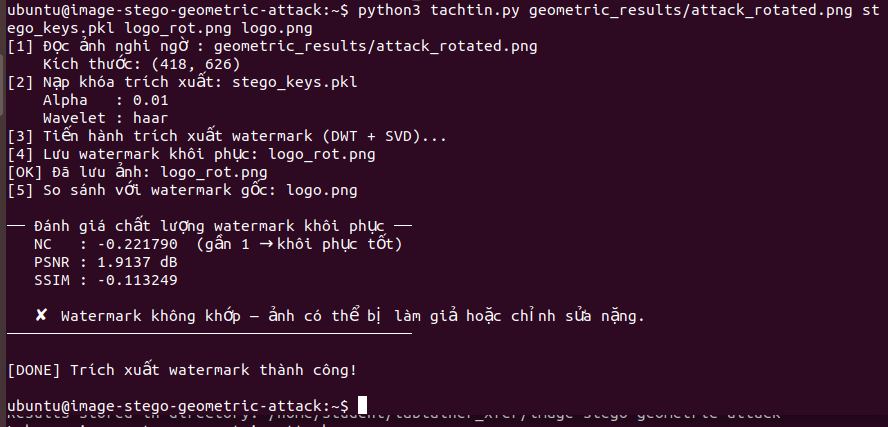 ubuntu@image-stego-geometric-attack:~$ python3 tachtin.py geometric_results/attack_rotated.png st
ego_keys.pkl logo_rot.png logo.png
[1] Đọc ảnh nghi ngờ : geometric_results/attack_rotated.png
Kích thước: (418, 626)
[2] Nạp khóa trích xuất: stego_keys.pkl
Alpha : 0.01
Wavelet : haar
[3] Tiến hành trích xuất watermark (DWT + SVD)...
[4] Lưu watermark khôi phục: logo_rot.png
[OK] Đã lưu ảnh: logo_rot.png
[5] So sánh với watermark gốc: logo.png
── Đánh giá chất lượng watermark khôi phục ──
NC : -0.221790 (gần 1 → khôi phục tốt)
PSNR : 1.9137 dB
SSIM : -0.113249
✘ Watermark không khớp — ảnh có thể bị làm giả hoặc chỉnh sửa nặng.
[DONE] Trích xuất watermark thành công!
ubuntu@image-stego-geometric-attack:~$